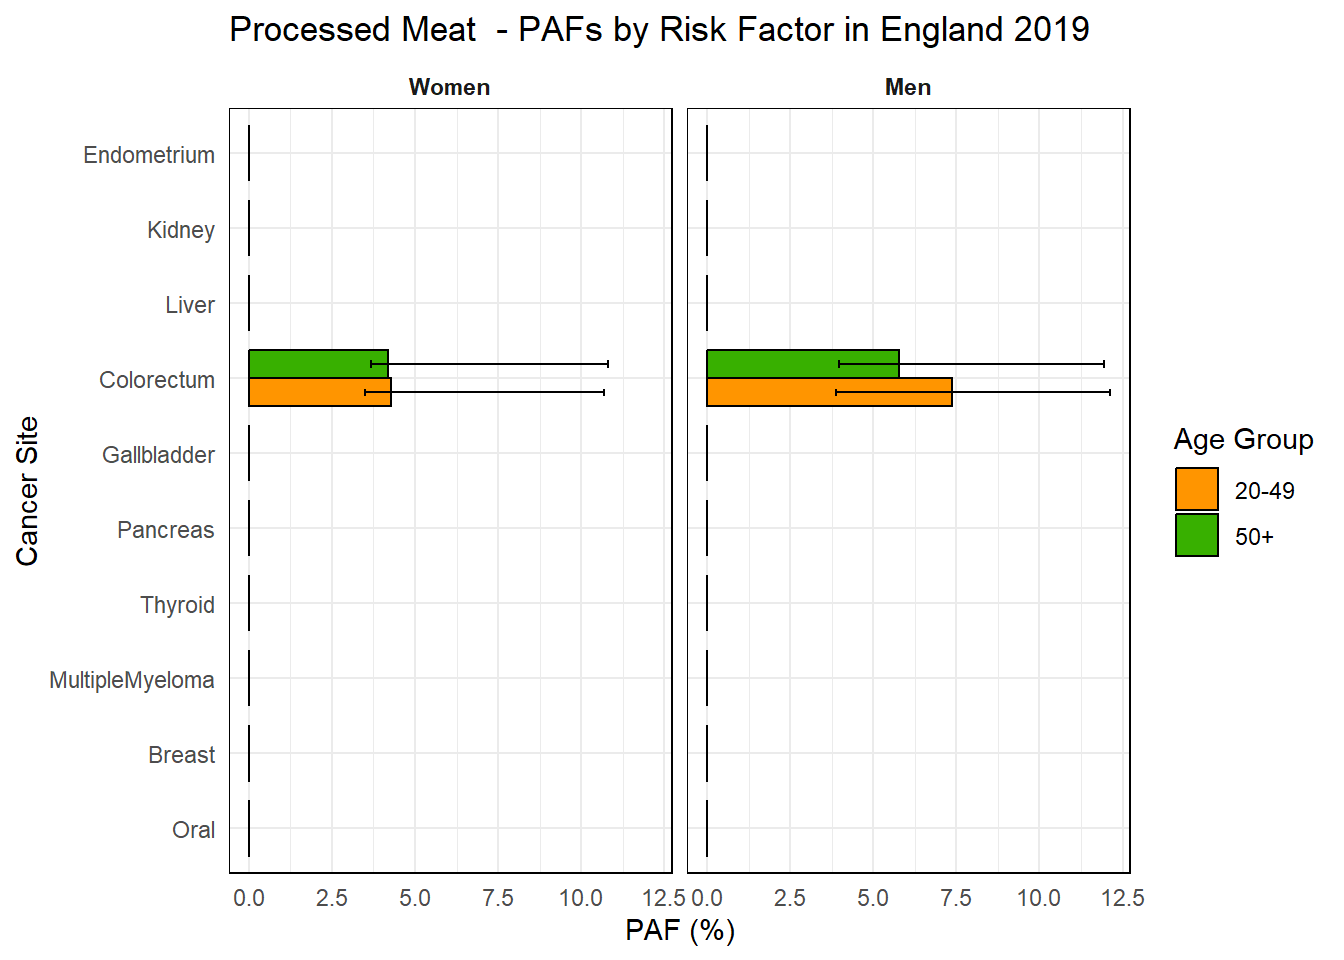 Processed Meat  - PAFs by Risk Factor in England 2019
Women
Men
Endometrium
Kidney
Liver
Colorectum
Gallbladder
Pancreas
Thyroid
MultipleMyeloma
Breast
Oral
Cancer Site
0.0 2.5 5.0 7.5 10.0 12.5
0.0 2.5 5.0 7.5 10.0 12.5
PAF (%)
Age Group
20-49
50+